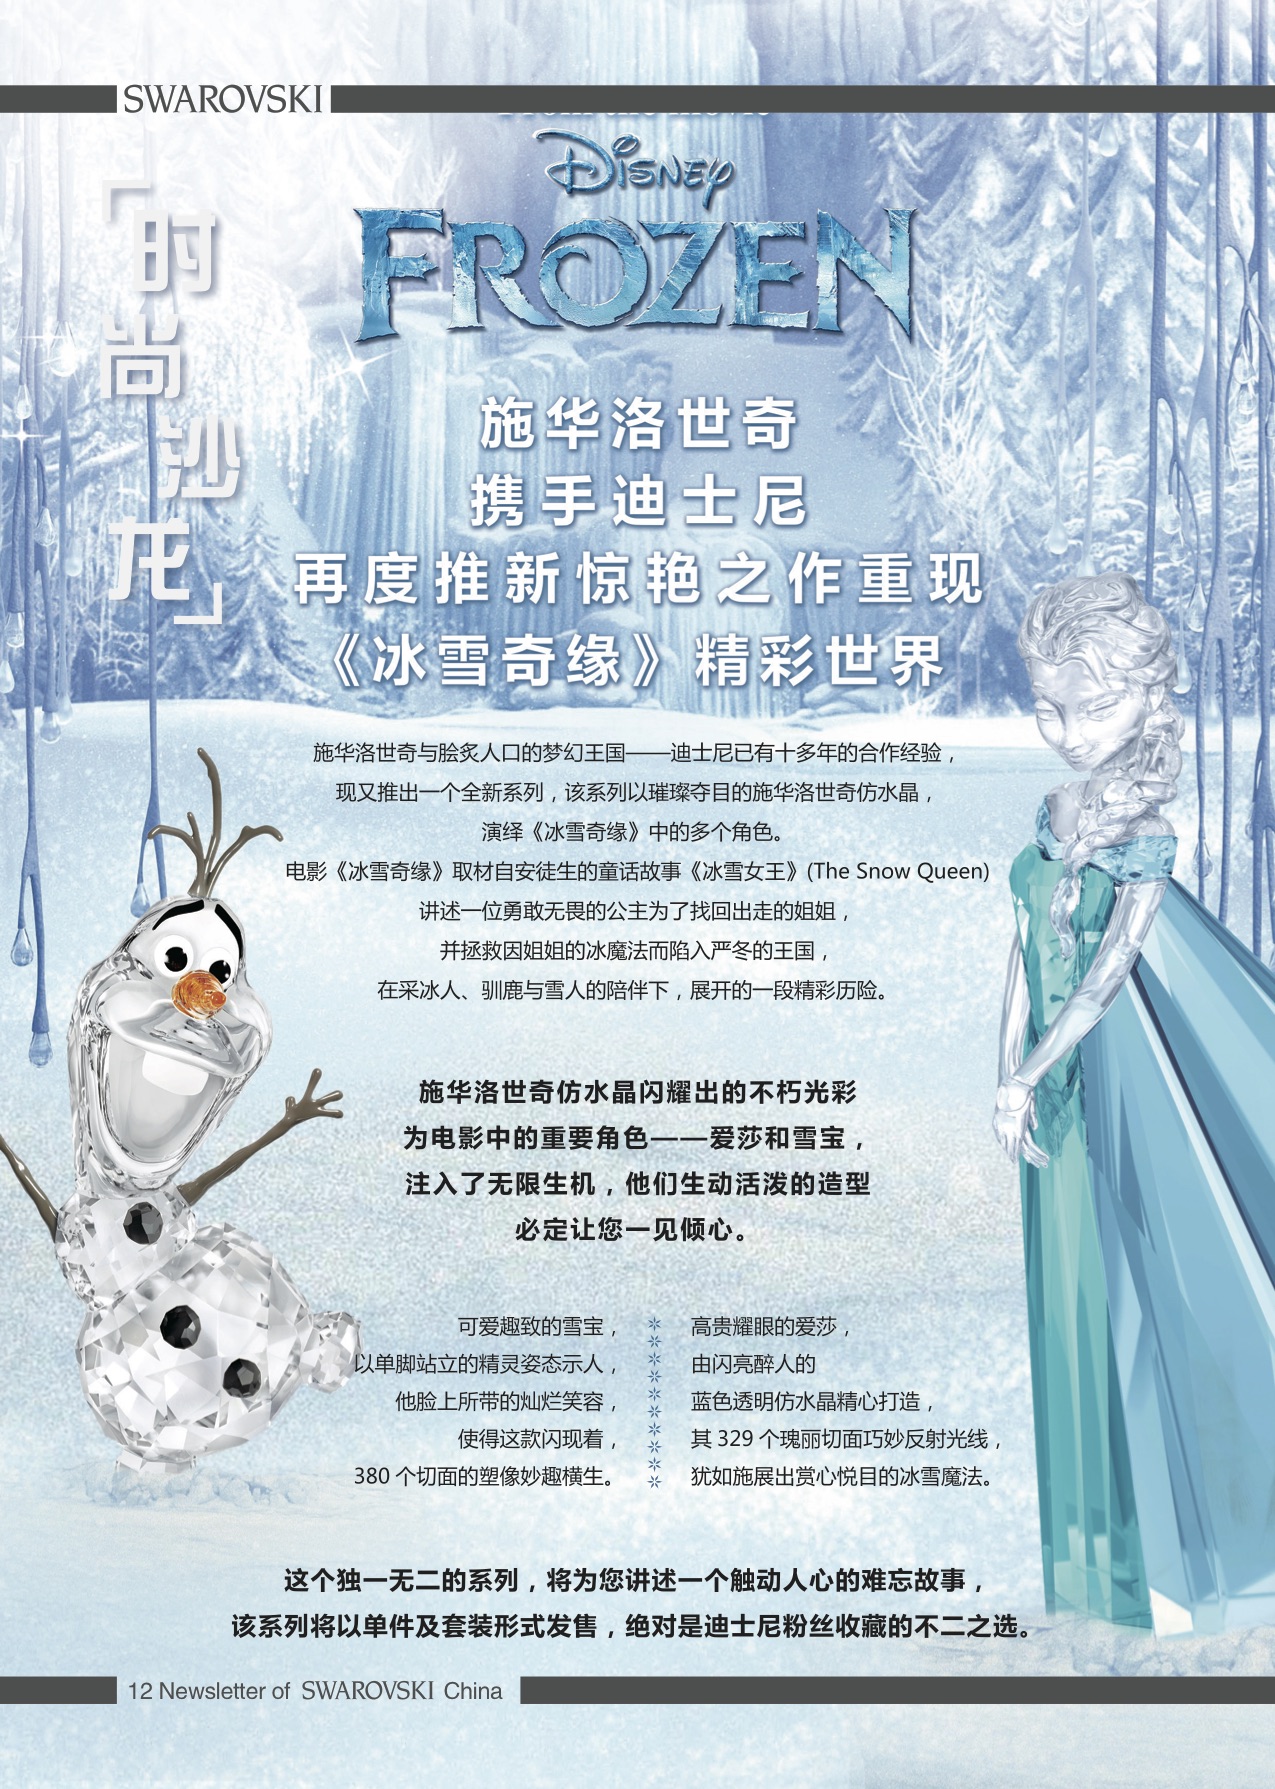 SWAROVSKI
DISNEY
FROZEN
「时尚沙龙」
施华洛世奇
携手迪士尼
再度推新惊艳之作重现
《冰雪奇缘》精彩世界
施华洛世奇与脍炙人口的梦幻王国——迪士尼已有十多年的合作经验，
现又推出一个全新系列，该系列以璀璨夺目的施华洛世奇仿水晶，
演绎《冰雪奇缘》中的多个角色。
电影《冰雪奇缘》取材自安徒生的童话故事《冰雪女王》(The Snow Queen)
讲述一位勇敢无畏的公主为了找回出走的姐姐，
并拯救因姐姐的冰魔法而陷入严冬的王国，
在采冰人、驯鹿与雪人的陪伴下，展开的一段精彩历险。
施华洛世奇仿水晶闪耀出的不朽光彩
为电影中的重要角色——爱莎和雪宝，
注入了无限生机，他们生动活泼的造型
必定让您一见倾心。
可爱趣致的雪宝，
以单脚站立的精灵姿态示人，
他脸上所带的灿烂笑容，
使得这款闪现着，
380 个切面的塑像妙趣横生。
高贵耀眼的爱莎，
由闪亮醉人的
蓝色透明仿水晶精心打造，
其 329 个瑰丽切面巧妙反射光线，
犹如施展出赏心悦目的冰雪魔法。
这个独一无二的系列，将为您讲述一个触动人心的难忘故事，
该系列将以单件及套装形式发售，绝对是迪士尼粉丝收藏的不二之选。
12 Newsletter of SWAROVSKI China